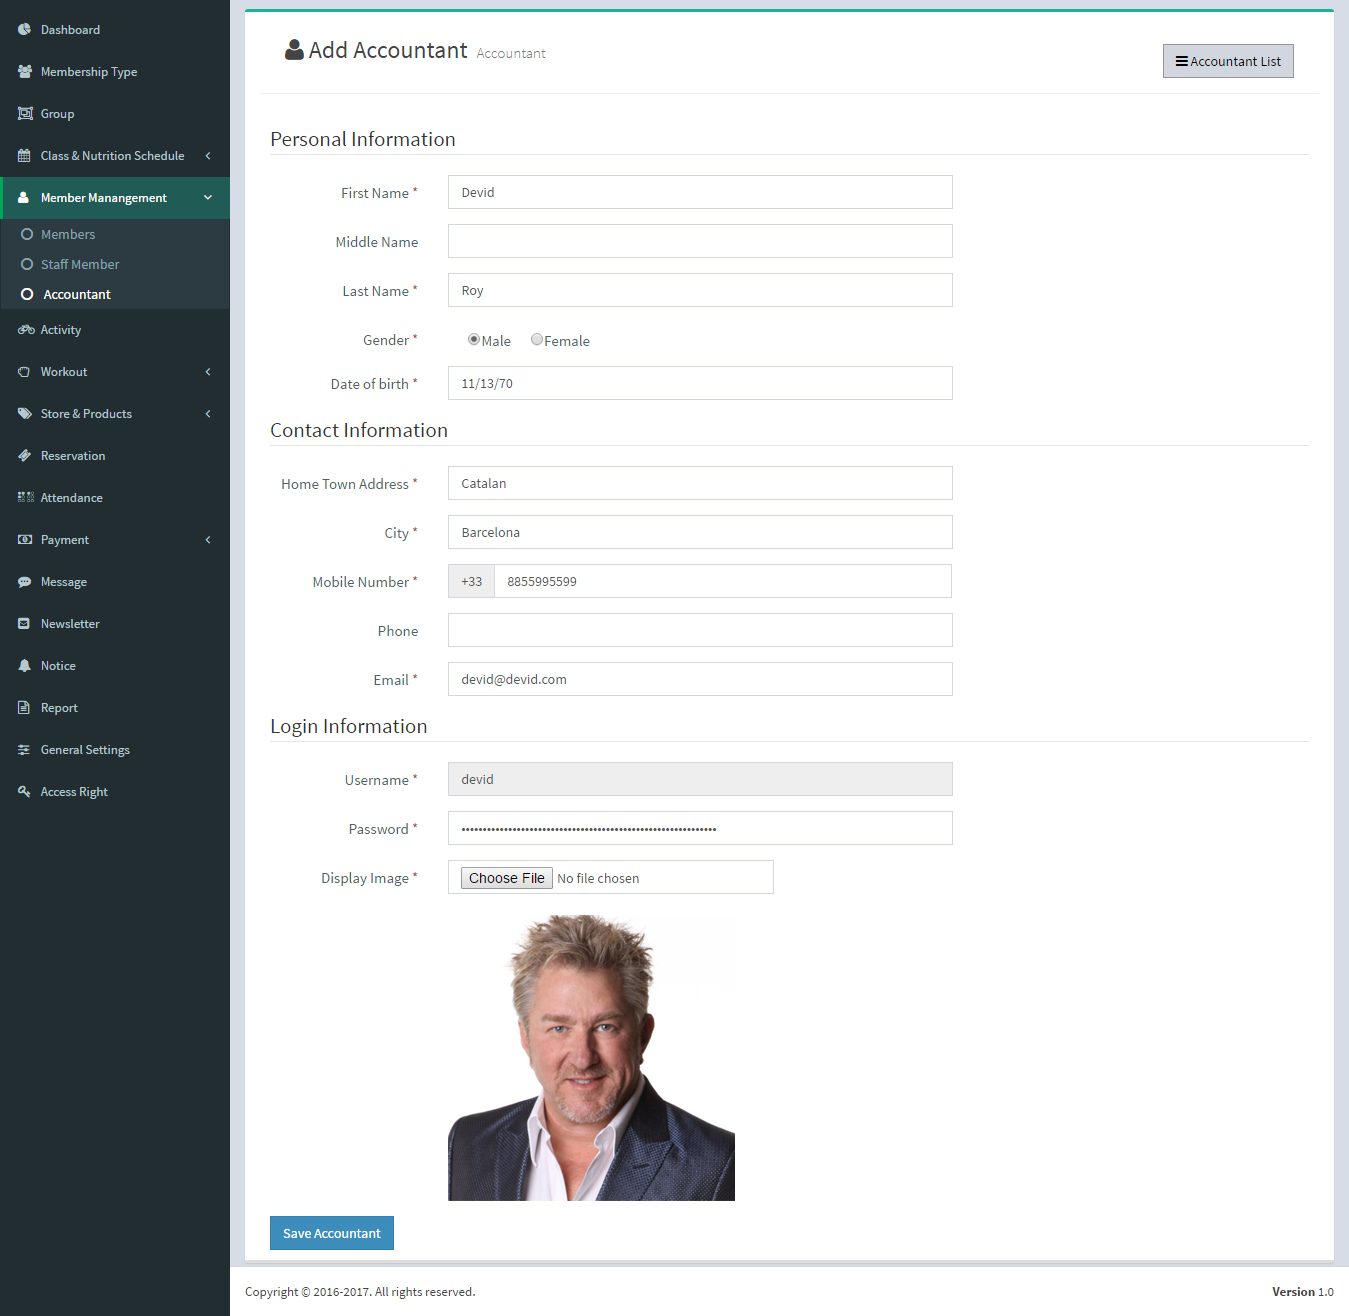 Dashboard
Membership Type
Group
Class & Nutrition Schedule
Member Manangement
Members
Staff Member
Accountant
Activity
Workout
Store & Products
Reservation
Attendance
Payment
Message
Newsletter
Notice
Report
General Settings
Access Right
Add Accountant Accountant
Accountant List
Personal Information
First Name * Devid
Middle Name
Last Name * Roy
Gender * Male Female
Date of birth * 11/13/70
Contact Information
Home Town Address * Catalan
City * Barcelona
Mobile Number * +33 8855995599
Phone
Email * devid@devid.com
Login Information
Username * devid
Password *
Display Image * Choose File No file chosen
Save Accountant
Copyright © 2016-2017. All rights reserved.
Version 1.0